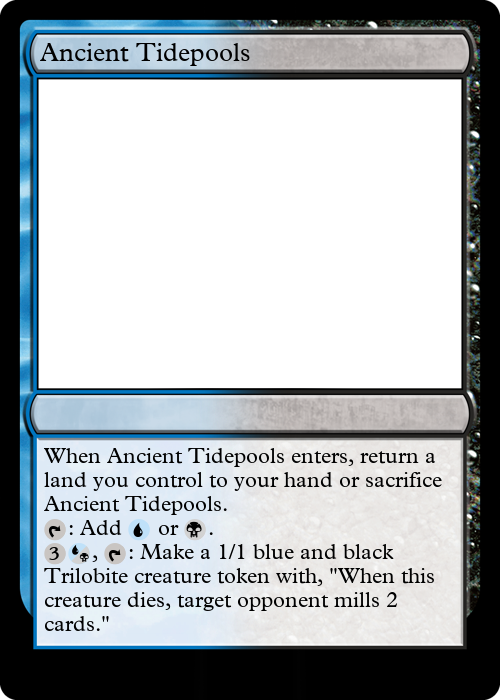 Ancient Tidepools
When Ancient Tidepools enters, return a
land you control to your hand or sacrifice
Ancient Tidepools.
: Add or .
3 , : Make a 1/1 blue and black
Trilobite creature token with, "When this
creature dies, target opponent mills 2
cards."